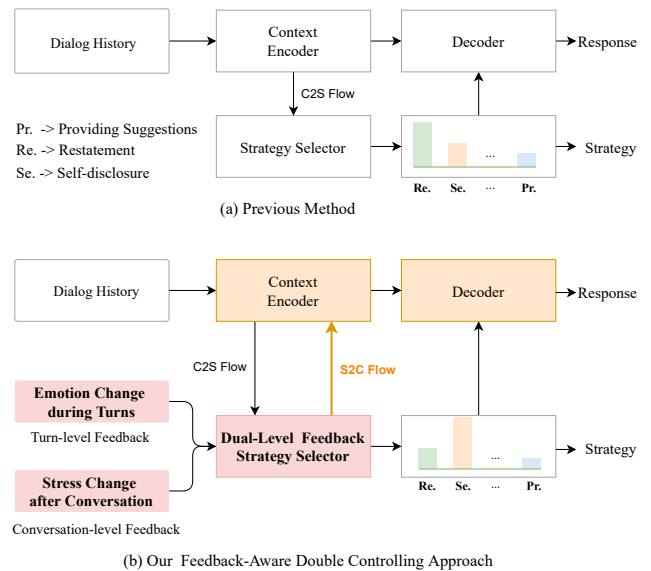 Dialog History
Context
Encoder
Decoder
Response
C2S Flow
Pr. -> Providing Suggestions
Re. -> Restatement
Se. -> Self-disclosure
Strategy Selector
...
Strategy
Re. Se. ... Pr.
(a) Previous Method
Dialog History
Context
Encoder
Decoder
Response
C2S Flow
S2C Flow
Emotion Change
during Turns
Turn-level Feedback
Dual-Level Feedback
Strategy Selector
...
Strategy
Re. Se. ... Pr.
Stress Change
after Conversation
Conversation-level Feedback
(b) Our Feedback-Aware Double Controlling Approach